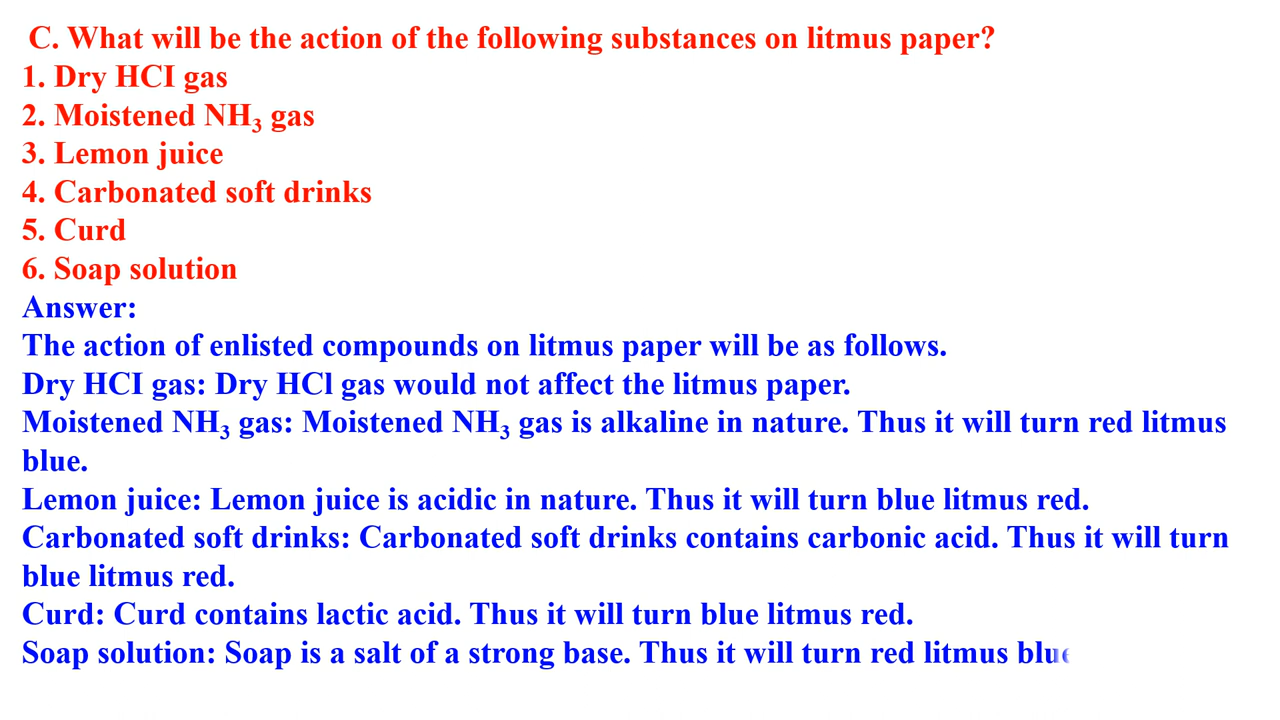 C. What will be the action of the following substances on litmus paper?
1. Dry HCI gas
2. Moistened NH₃ gas
3. Lemon juice
4. Carbonated soft drinks
5. Curd
6. Soap solution
Answer:
The action of enlisted compounds on litmus paper will be as follows.
Dry HCI gas: Dry HCl gas would not affect the litmus paper.
Moistened NH₃ gas: Moistened NH₃ gas is alkaline in nature. Thus it will turn red litmus
blue.
Lemon juice: Lemon juice is acidic in nature. Thus it will turn blue litmus red.
Carbonated soft drinks: Carbonated soft drinks contains carbonic acid. Thus it will turn
blue litmus red.
Curd: Curd contains lactic acid. Thus it will turn blue litmus red.
Soap solution: Soap is a salt of a strong base. Thus it will turn red litmus blue